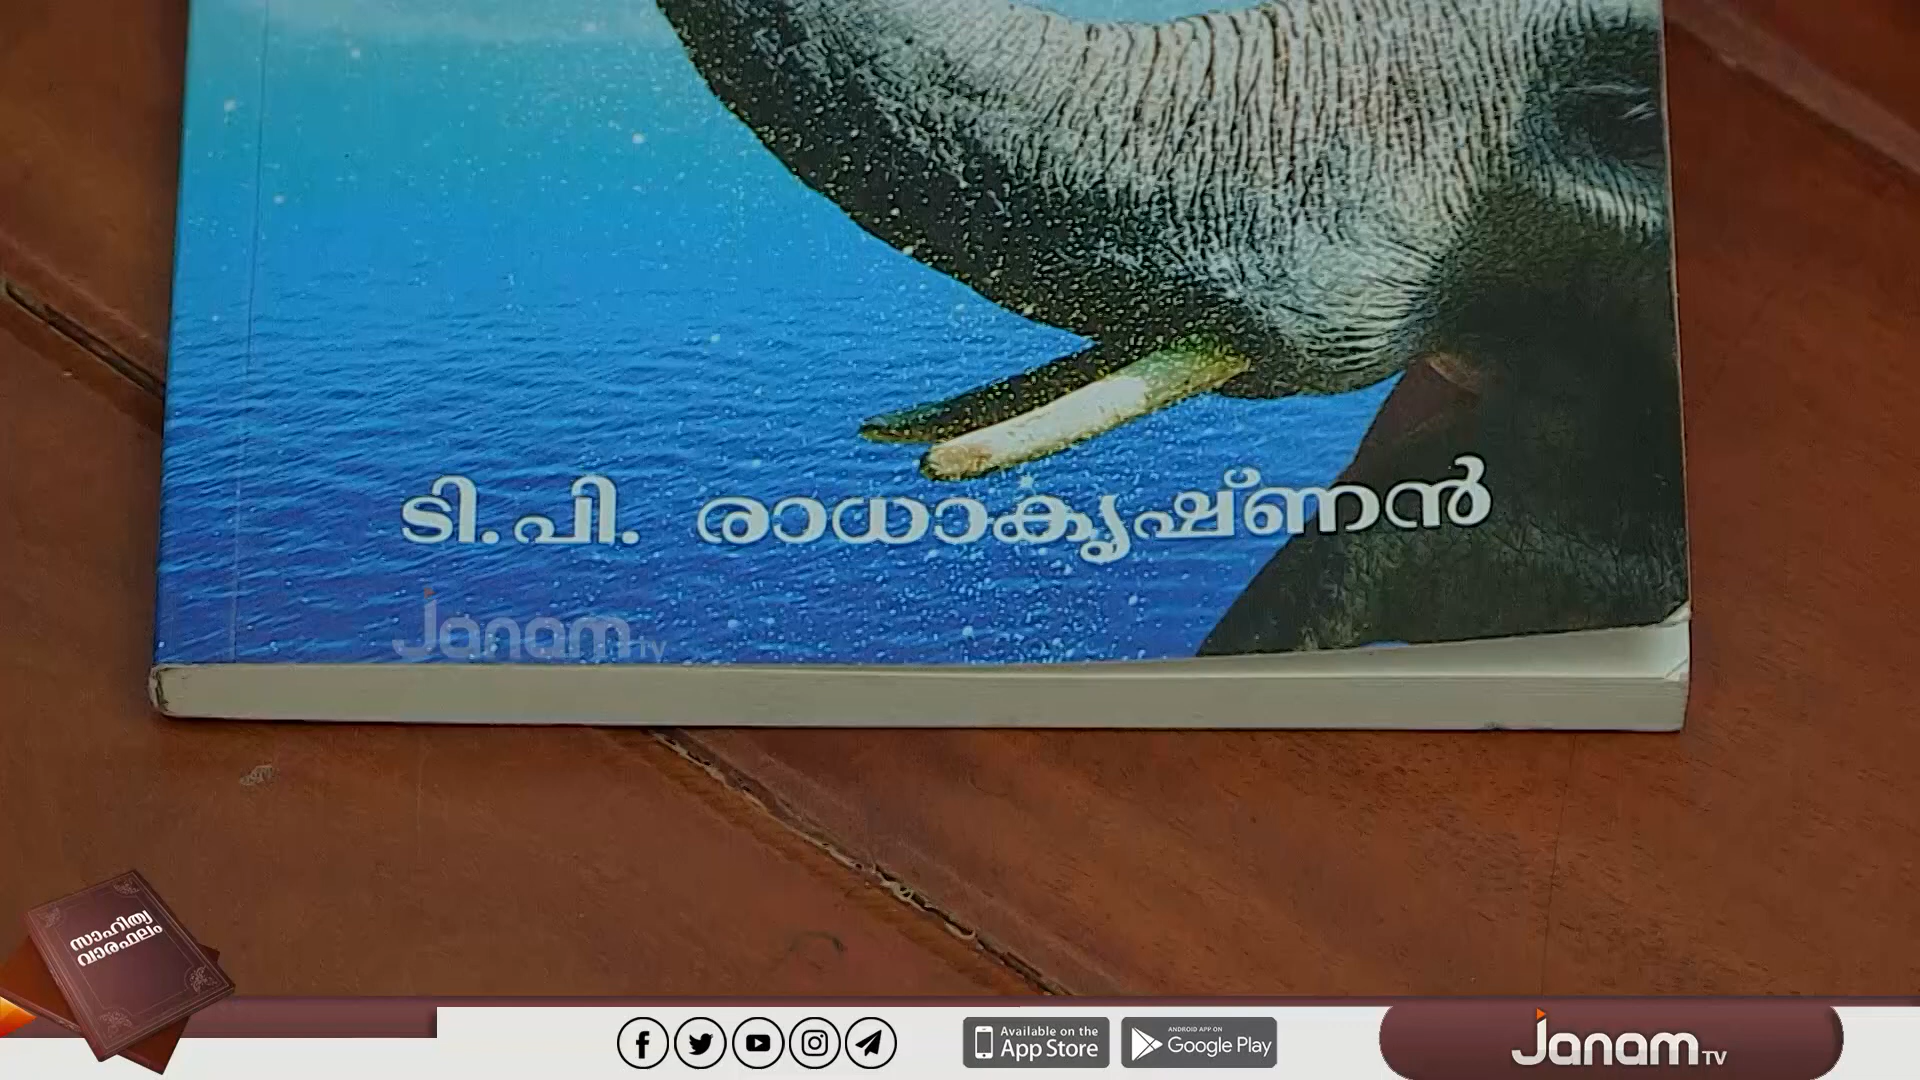 ടി.പി. രാധാകൃഷ്ണൻ
Janam TV
സാഹിത്യ
വാരഫലം
Available on the
App Store
ANDROID APP ON
Google Play
Janam TV